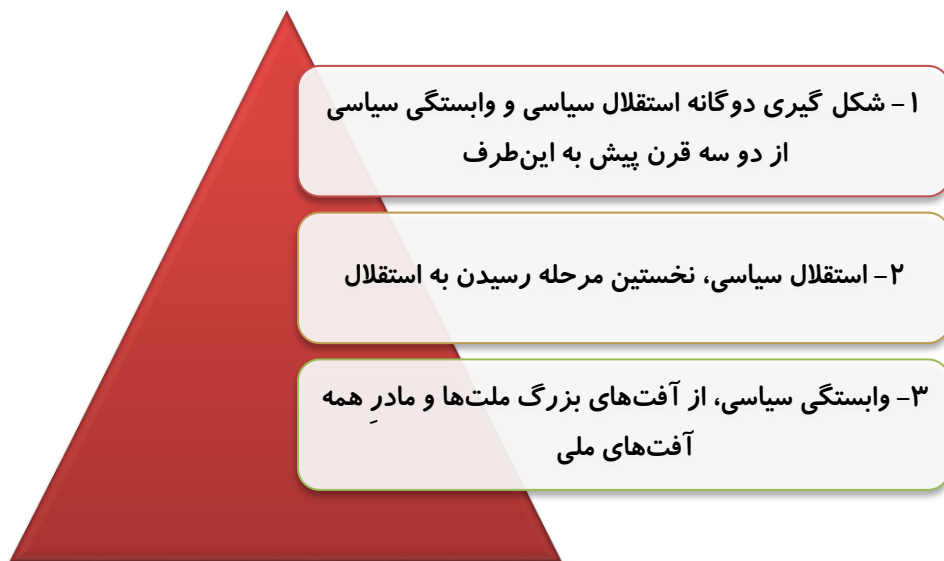 ۱- شکل گیری دوگانه استقلال سیاسی و وابستگی سیاسی
از دو سه قرن پیش به این‌طرف
۲- استقلال سیاسی، نخستین مرحله رسیدن به استقلال
۳- وابستگی سیاسی، از آفت‌های بزرگ ملت‌ها و مادرِ همه
آفت‌های ملی